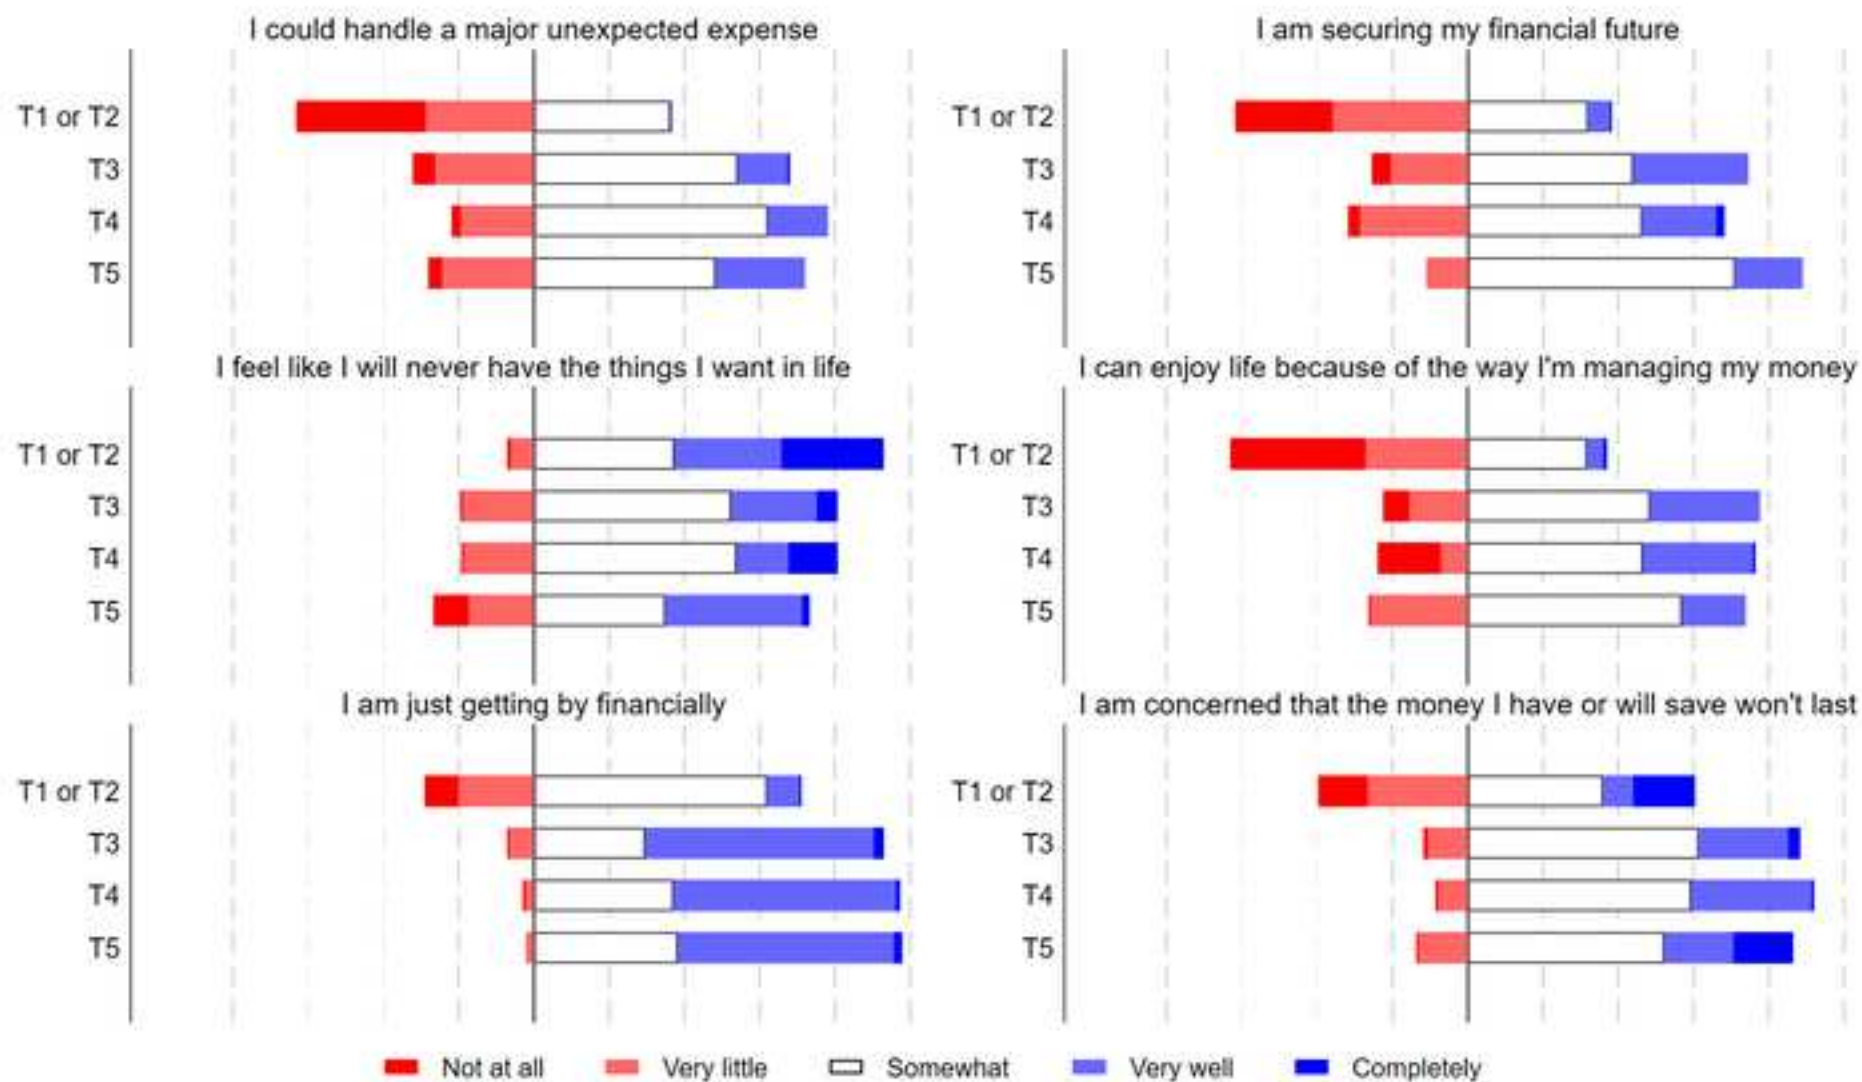 I could handle a major unexpected expense
T1 or T2
T3
T4
T5
I am securing my financial future
T1 or T2
T3
T4
T5
I feel like I will never have the things I want in life
T1 or T2
T3
T4
T5
I can enjoy life because of the way I'm managing my money
T1 or T2
T3
T4
T5
I am just getting by financially
T1 or T2
T3
T4
T5
I am concerned that the money I have or will save won't last
T1 or T2
T3
T4
T5
Not at all Very little Somewhat Very well Completely